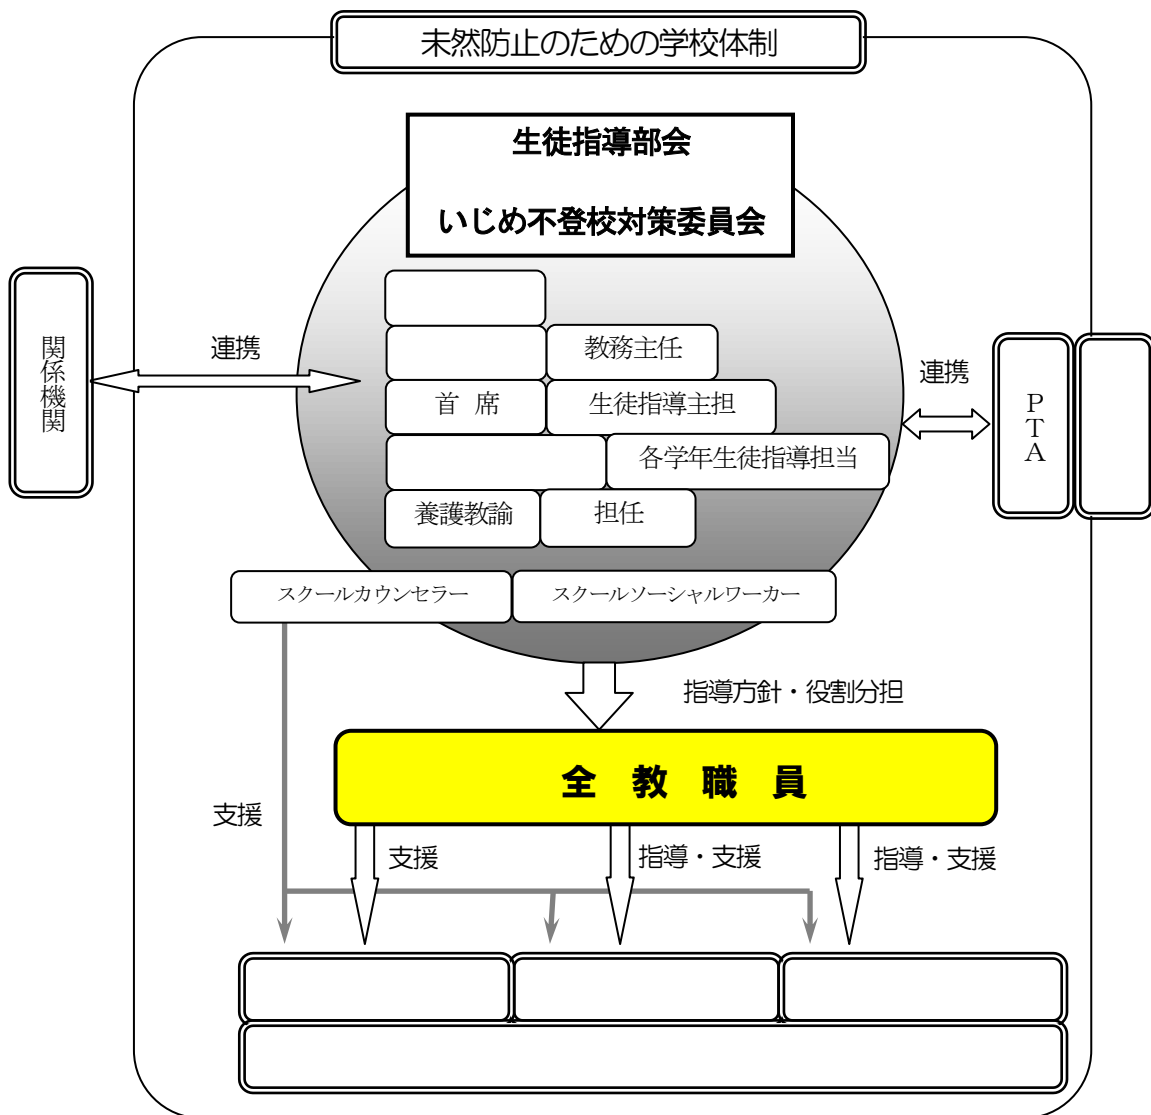 未然防止のための学校体制
生徒指導部会
いじめ不登校対策委員会
関係機関
連携
教務主任
首 席
生徒指導主担
各学年生徒指導担当
養護教諭
担任
連携
PTA
スクールカウンセラー
スクールソーシャルワーカー
指導方針・役割分担
全 教 職 員
支援
支援
指導・支援
指導・支援